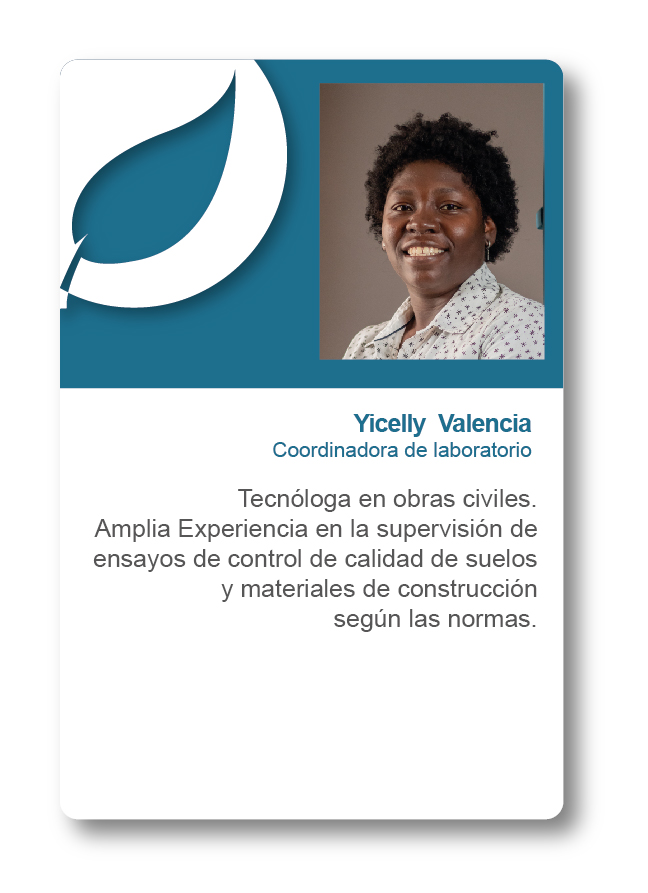 Yicelly Valencia
Coordinadora de laboratorio
Tecnóloga en obras civiles.
Amplia Experiencia en la supervisión de
ensayos de control de calidad de suelos
y materiales de construcción
según las normas.